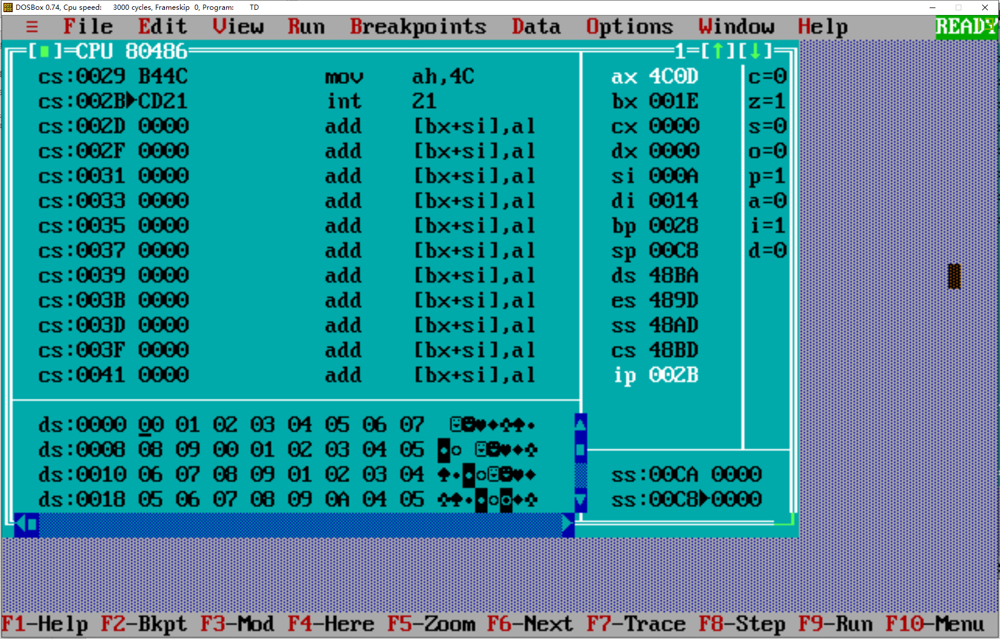 DOSBox 0.74, Cpu speed: 3000 cycles, Frameskip 0, Program: TD
≡ File Edit View Run Breakpoints Data Options Window Help READY
[■]=CPU 80486 1=[↑][↓]
cs:0029 B44C mov ah,4C ax 4C0D c=0
cs:002B►CD21 int 21 bx 001E z=1
cs:002D 0000 add [bx+si],al cx 0000 s=0
cs:002F 0000 add [bx+si],al dx 0000 o=0
cs:0031 0000 add [bx+si],al si 000A p=1
cs:0033 0000 add [bx+si],al di 0014 a=0
cs:0035 0000 add [bx+si],al bp 0028 i=1
cs:0037 0000 add [bx+si],al sp 00C8 d=0
cs:0039 0000 add [bx+si],al ds 48BA
cs:003B 0000 add [bx+si],al es 489D
cs:003D 0000 add [bx+si],al ss 48AD
cs:003F 0000 add [bx+si],al cs 48BD
cs:0041 0000 add [bx+si],al ip 002B
ds:0000 00 01 02 03 04 05 06 07 ☺☻♥♦♣♠•
ds:0008 08 09 00 01 02 03 04 05 ◘○ ☺☻♥♦♣
ds:0010 06 07 08 09 01 02 03 04 ♠•◘○☺☻♥♦ ss:00CA 0000
ds:0018 05 06 07 08 09 0A 04 05 ♣♠•◘○◙♦♣ ss:00C8►0000
F1-Help F2-Bkpt F3-Mod F4-Here F5-Zoom F6-Next F7-Trace F8-Step F9-Run F10-Menu